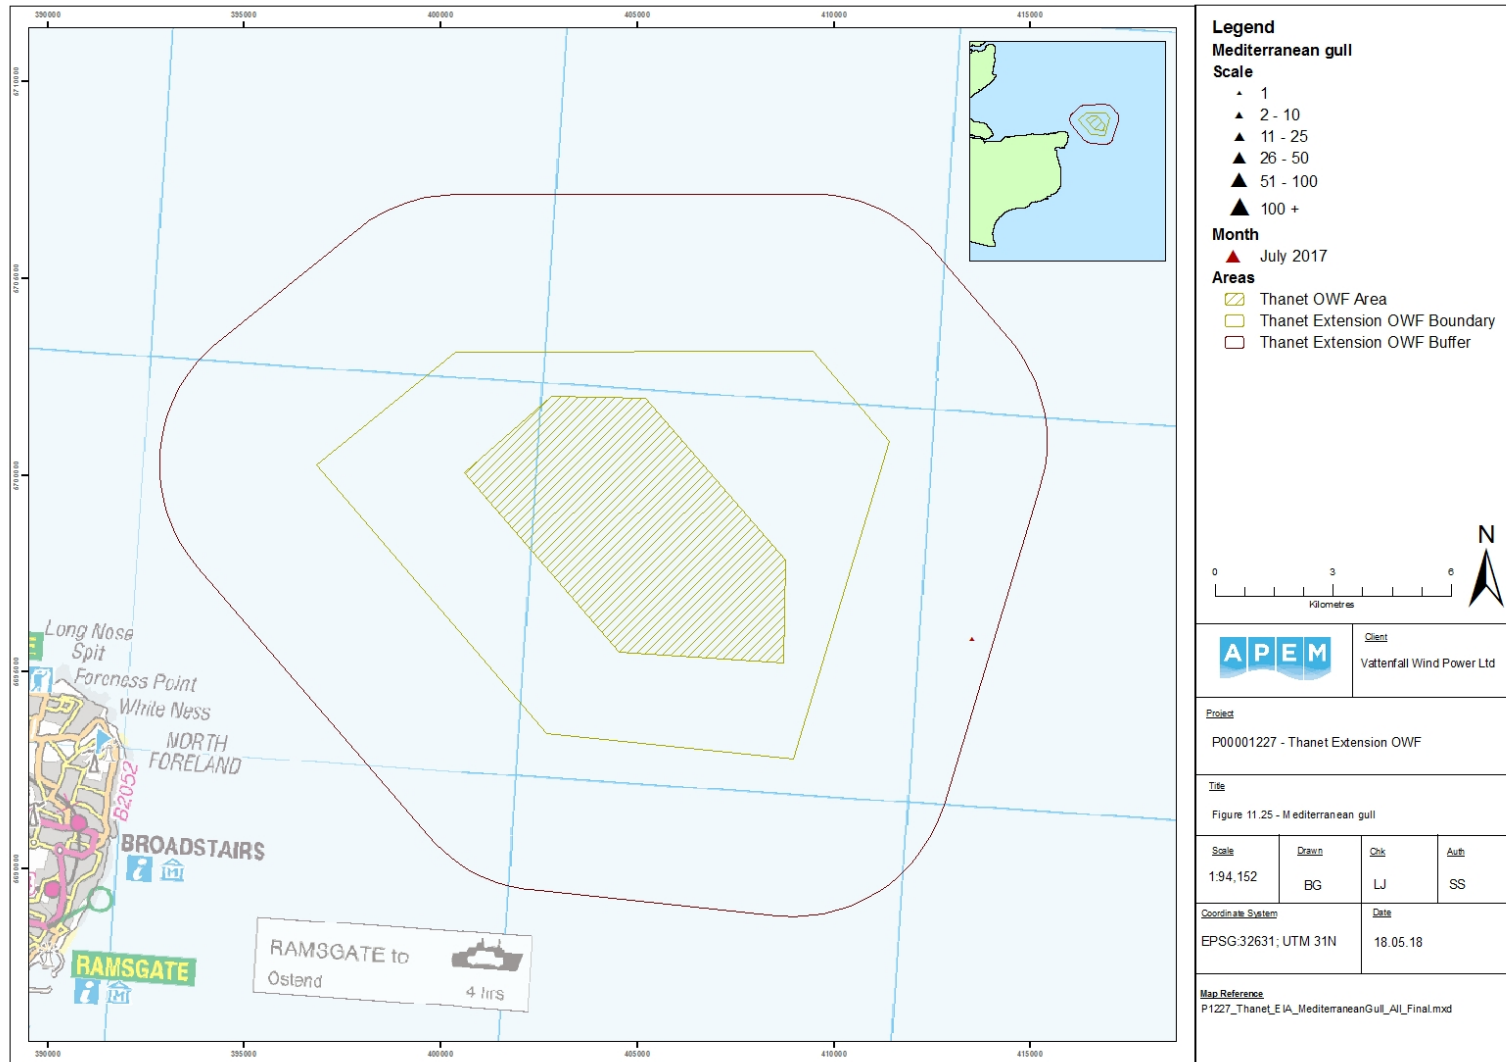 390000 395000 400000 405000 410000 415000
6710000
6705000
6700000
6695000
6690000
Long Nose
Spit
Foreness Point
White Ness
NORTH
FORELAND
B2052
BROADSTAIRS
RAMSGATE
RAMSGATE to
Ostend
4 hrs
390000 395000 400000 405000 410000 415000
Legend
Mediterranean gull
Scale
1
2 - 10
11 - 25
26 - 50
51 - 100
100 +
Month
July 2017
Areas
Thanet OWF Area
Thanet Extension OWF Boundary
Thanet Extension OWF Buffer
N
0 3 6
Kilometres
APEM
Client
Vattenfall Wind Power Ltd
Project
P00001227 - Thanet Extension OWF
Title
Figure 11.25 - Mediterranean gull
Scale
1:94,152
Drawn
BG
Chk
LJ
Auth
SS
Coordinate System
EPSG:32631; UTM 31N
Date
18.05.18
Map Reference
P1227_Thanet_EIA_MediterraneanGull_All_Final.mxd